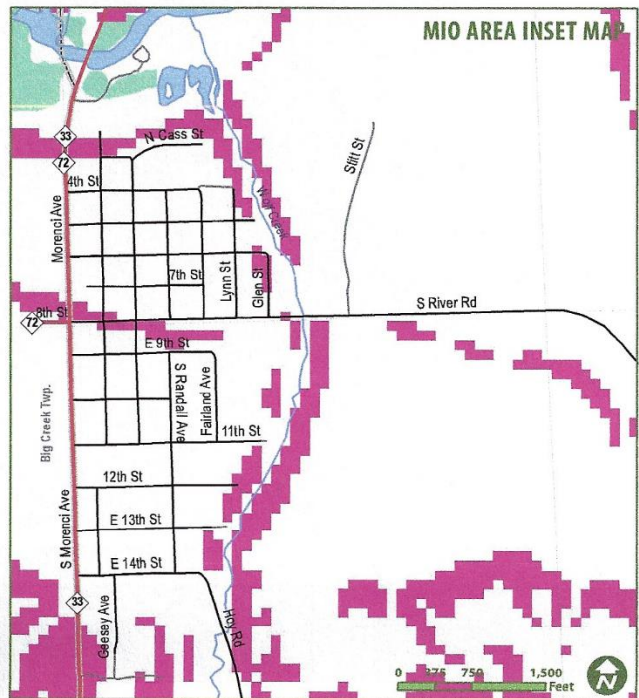 MIO AREA INSET MAP
33
72
N Cass St
Stitt St
4th St
Morenci Ave
Wolf Creek
7th St
Lynn St
Glen St
8th St
72
S River Rd
E 9th St
S Randall Ave
Fairland Ave
Big Creek Twp.
11th St
12th St
S Morenci Ave
E 13th St
E 14th St
33
Geesey Ave
Hoy Rd
0 375 750 1,500
Feet
N